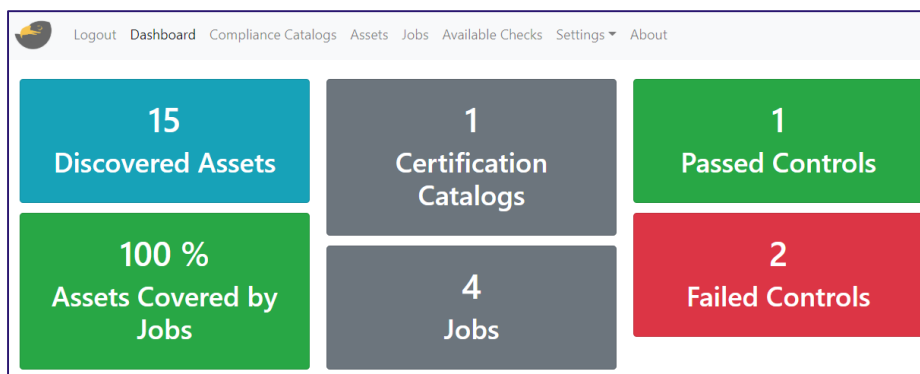 Logout Dashboard Compliance Catalogs Assets Jobs Available Checks Settings About
15
Discovered Assets
100 %
Assets Covered by
Jobs
1
Certification
Catalogs
4
Jobs
1
Passed Controls
2
Failed Controls